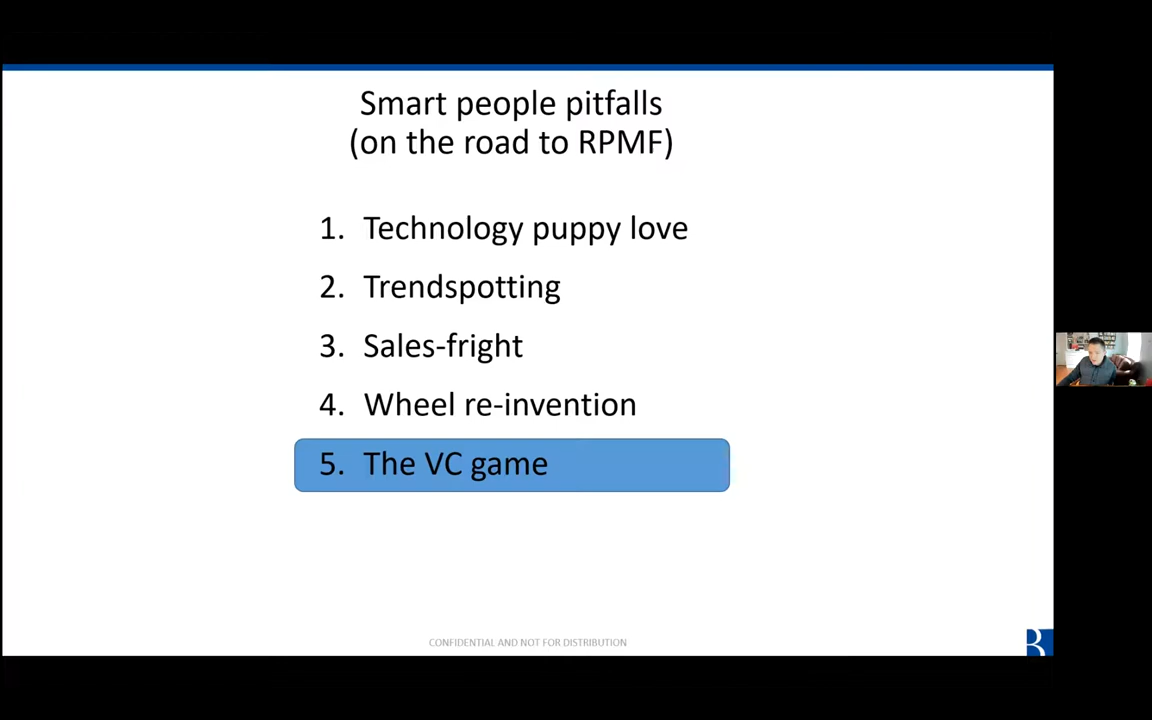 Smart people pitfalls
(on the road to RPMF)
1. Technology puppy love
2. Trendspotting
3. Sales-fright
4. Wheel re-invention
5. The VC game
CONFIDENTIAL AND NOT FOR DISTRIBUTION